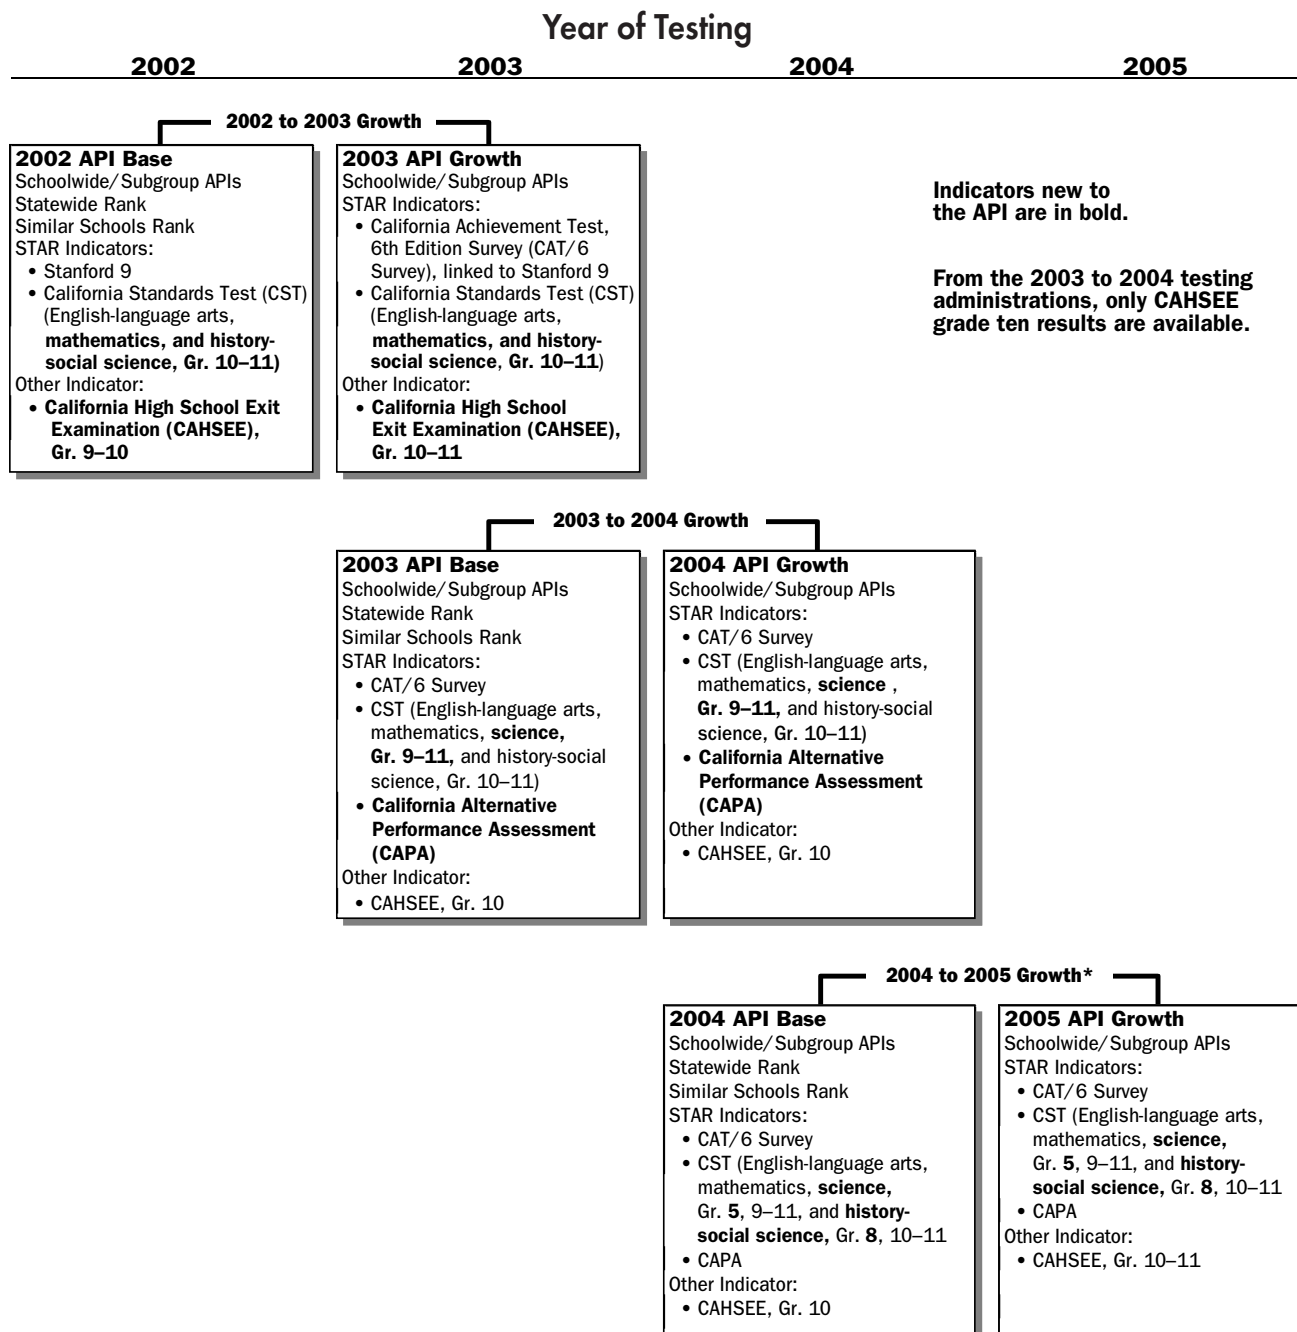 Year of Testing
2002 2003 2004 2005
2002 to 2003 Growth
2002 API Base
Schoolwide/Subgroup APIs
Statewide Rank
Similar Schools Rank
STAR Indicators:
• Stanford 9
• California Standards Test (CST)
(English-language arts,
mathematics, and history-
social science, Gr. 10–11)
Other Indicator:
• California High School Exit
Examination (CAHSEE),
Gr. 9–10
2003 API Growth
Schoolwide/Subgroup APIs
STAR Indicators:
• California Achievement Test,
6th Edition Survey (CAT/6
Survey), linked to Stanford 9
• California Standards Test (CST)
(English-language arts,
mathematics, and history-
social science, Gr. 10–11)
Other Indicator:
• California High School
Exit Examination (CAHSEE),
Gr. 10–11
Indicators new to
the API are in bold.
From the 2003 to 2004 testing
administrations, only CAHSEE
grade ten results are available.
2003 to 2004 Growth
2003 API Base
Schoolwide/Subgroup APIs
Statewide Rank
Similar Schools Rank
STAR Indicators:
• CAT/6 Survey
• CST (English-language arts,
mathematics, science,
Gr. 9–11, and history-social
science, Gr. 10–11)
• California Alternative
Performance Assessment
(CAPA)
Other Indicator:
• CAHSEE, Gr. 10
2004 API Growth
Schoolwide/Subgroup APIs
STAR Indicators:
• CAT/6 Survey
• CST (English-language arts,
mathematics, science ,
Gr. 9–11, and history-social
science, Gr. 10–11)
• California Alternative
Performance Assessment
(CAPA)
Other Indicator:
• CAHSEE, Gr. 10
2004 to 2005 Growth*
2004 API Base
Schoolwide/Subgroup APIs
Statewide Rank
Similar Schools Rank
STAR Indicators:
• CAT/6 Survey
• CST (English-language arts,
mathematics, science,
Gr. 5, 9–11, and history-
social science, Gr. 8, 10–11
• CAPA
Other Indicator:
• CAHSEE, Gr. 10
2005 API Growth
Schoolwide/Subgroup APIs
STAR Indicators:
• CAT/6 Survey
• CST (English-language arts,
mathematics, science,
Gr. 5, 9–11, and history-
social science, Gr. 8, 10–11
• CAPA
Other Indicator:
• CAHSEE, Gr. 10–11